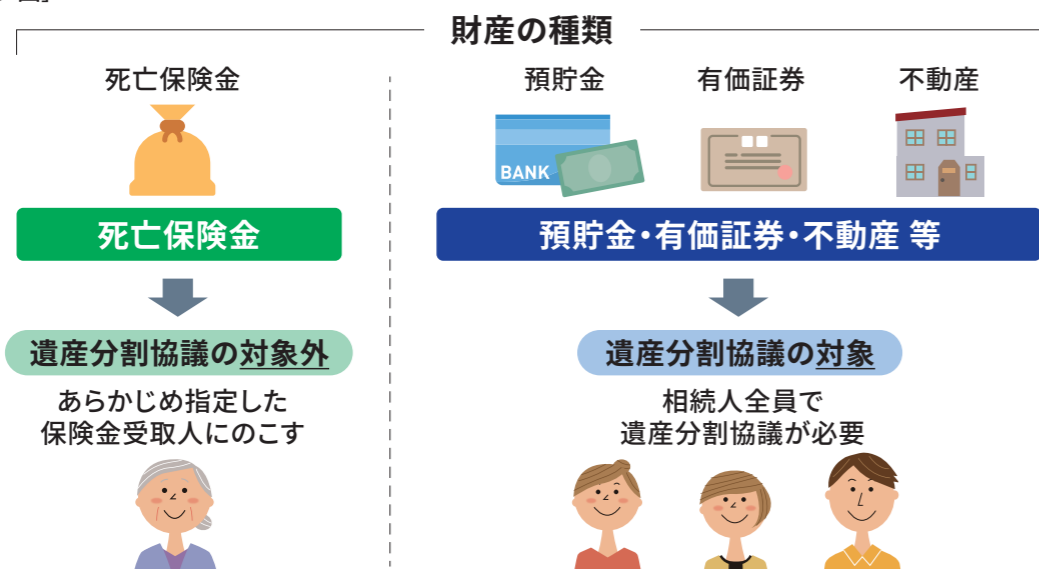 財産の種類
死亡保険金
預貯金
有価証券
不動産
BANK
死亡保険金
預貯金・有価証券・不動産 等
遺産分割協議の対象外
あらかじめ指定した
保険金受取人にのこす
遺産分割協議の対象
相続人全員で
遺産分割協議が必要